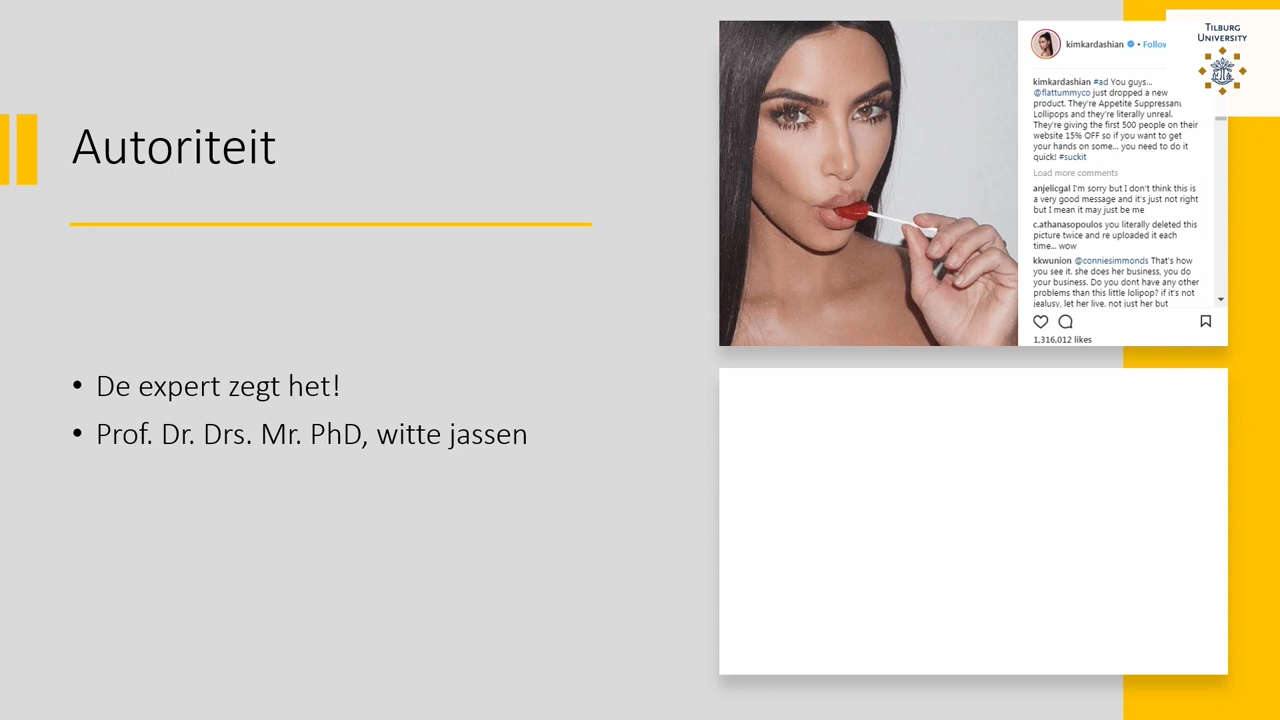 Autoriteit
• De expert zegt het!
• Prof. Dr. Drs. Mr. PhD, witte jassen
kimkardashian • Follow
kimkardashian #ad You guys...
@flattummyco just dropped a new
product. They're Appetite Suppressant
Lollipops and they're literally unreal.
They're giving the first 500 people on their
website 15% OFF so if you want to get
your hands on some... you need to do it
quick! #suckit
Load more comments
anjelicgal I'm sorry but I don't think this is
a very good message and it's just not right
but I mean it may just be me
c.athanasopoulos you literally deleted this
picture twice and re uploaded it each
time... wow
kkwunion @conniesimmonds That's how
you see it. she does her business, you do
your business. Do you dont have any other
problems than this little lolipop? if it's not
jealusy, let her live. not just her but
1,316,012 likes
TILBURG
UNIVERSITY